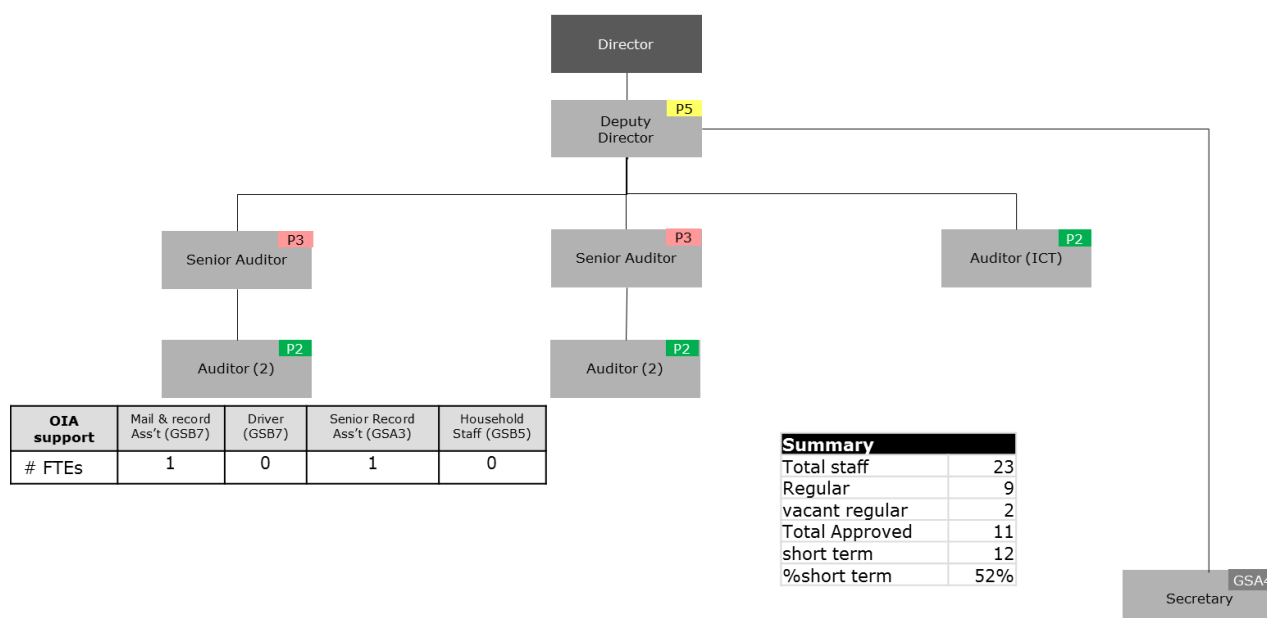 Director
P5
Deputy
Director
P3
Senior Auditor
P3
Senior Auditor
P2
Auditor (ICT)
P2
Auditor (2)
P2
Auditor (2)
OIA support
Mail & record Ass't (GSB7)
Driver (GSB7)
Senior Record Ass't (GSA3)
Household Staff (GSB5)
# FTEs 1 0 1 0
Summary
Total staff 23
Regular 9
vacant regular 2
Total Approved 11
short term 12
%short term 52%
GSA4
Secretary